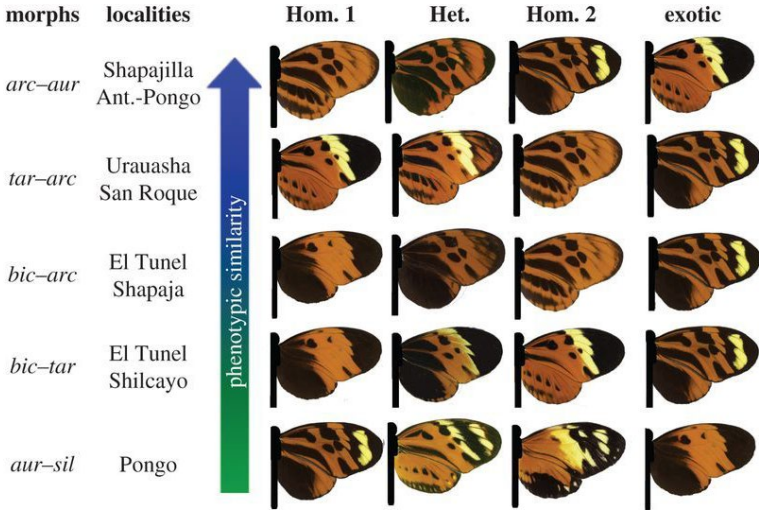 morphs localities Hom. 1 Het. Hom. 2 exotic
arc–aur Shapajilla
Ant.-Pongo
tar–arc Urauasha
San Roque
bic–arc El Tunel
Shapaja
bic–tar El Tunel
Shilcayo
aur–sil Pongo
phenotypic similarity